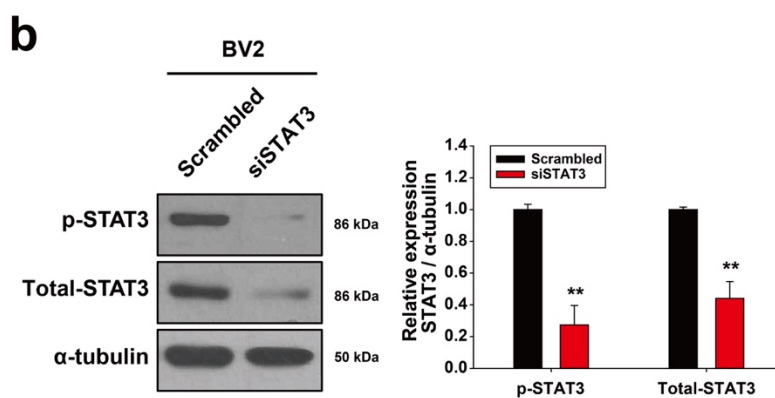 b
BV2
Scrambled
siSTAT3
p-STAT3
86 kDa
Total-STAT3
86 kDa
α-tubulin
50 kDa
Relative expression
STAT3 / α-tubulin
1.4
1.2
1.0
0.8
0.6
0.4
0.2
0.0
Scrambled
siSTAT3
**
**
p-STAT3
Total-STAT3